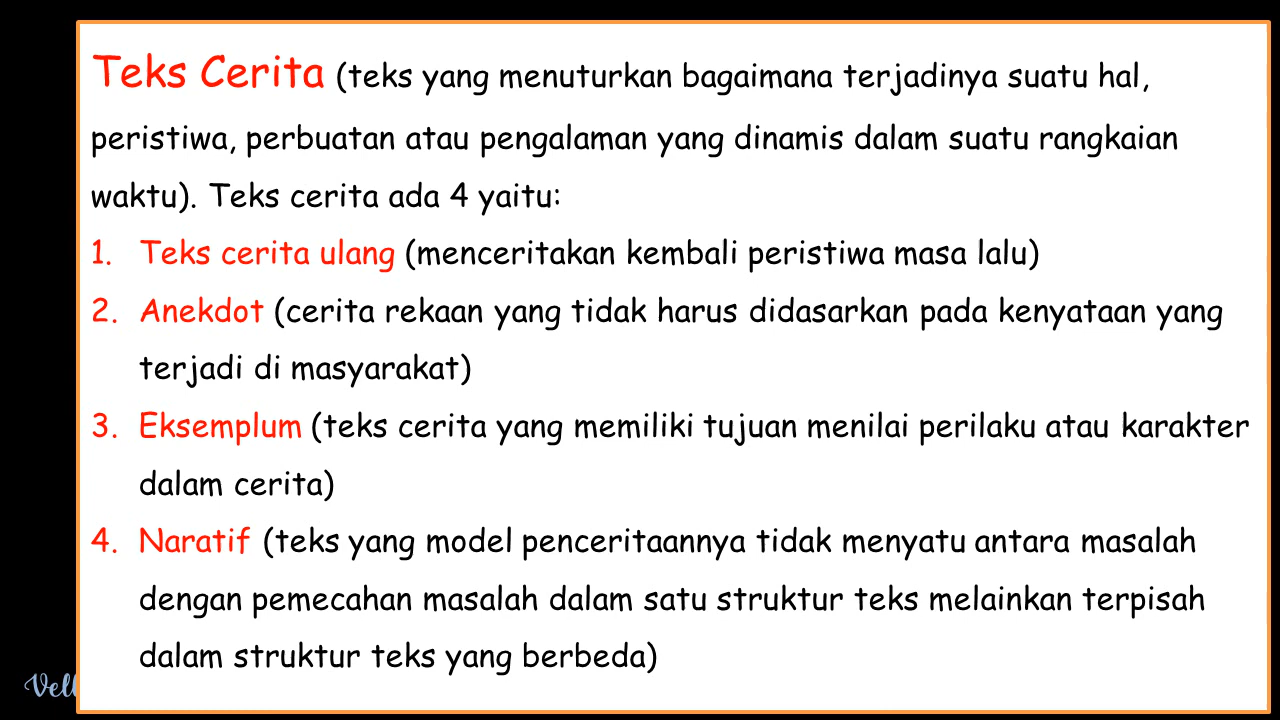 Teks Cerita (teks yang menuturkan bagaimana terjadinya suatu hal,
peristiwa, perbuatan atau pengalaman yang dinamis dalam suatu rangkaian
waktu). Teks cerita ada 4 yaitu:
1. Teks cerita ulang (menceritakan kembali peristiwa masa lalu)
2. Anekdot (cerita rekaan yang tidak harus didasarkan pada kenyataan yang
terjadi di masyarakat)
3. Eksemplum (teks cerita yang memiliki tujuan menilai perilaku atau karakter
dalam cerita)
4. Naratif (teks yang model penceritaannya tidak menyatu antara masalah
dengan pemecahan masalah dalam satu struktur teks melainkan terpisah
dalam struktur teks yang berbeda)